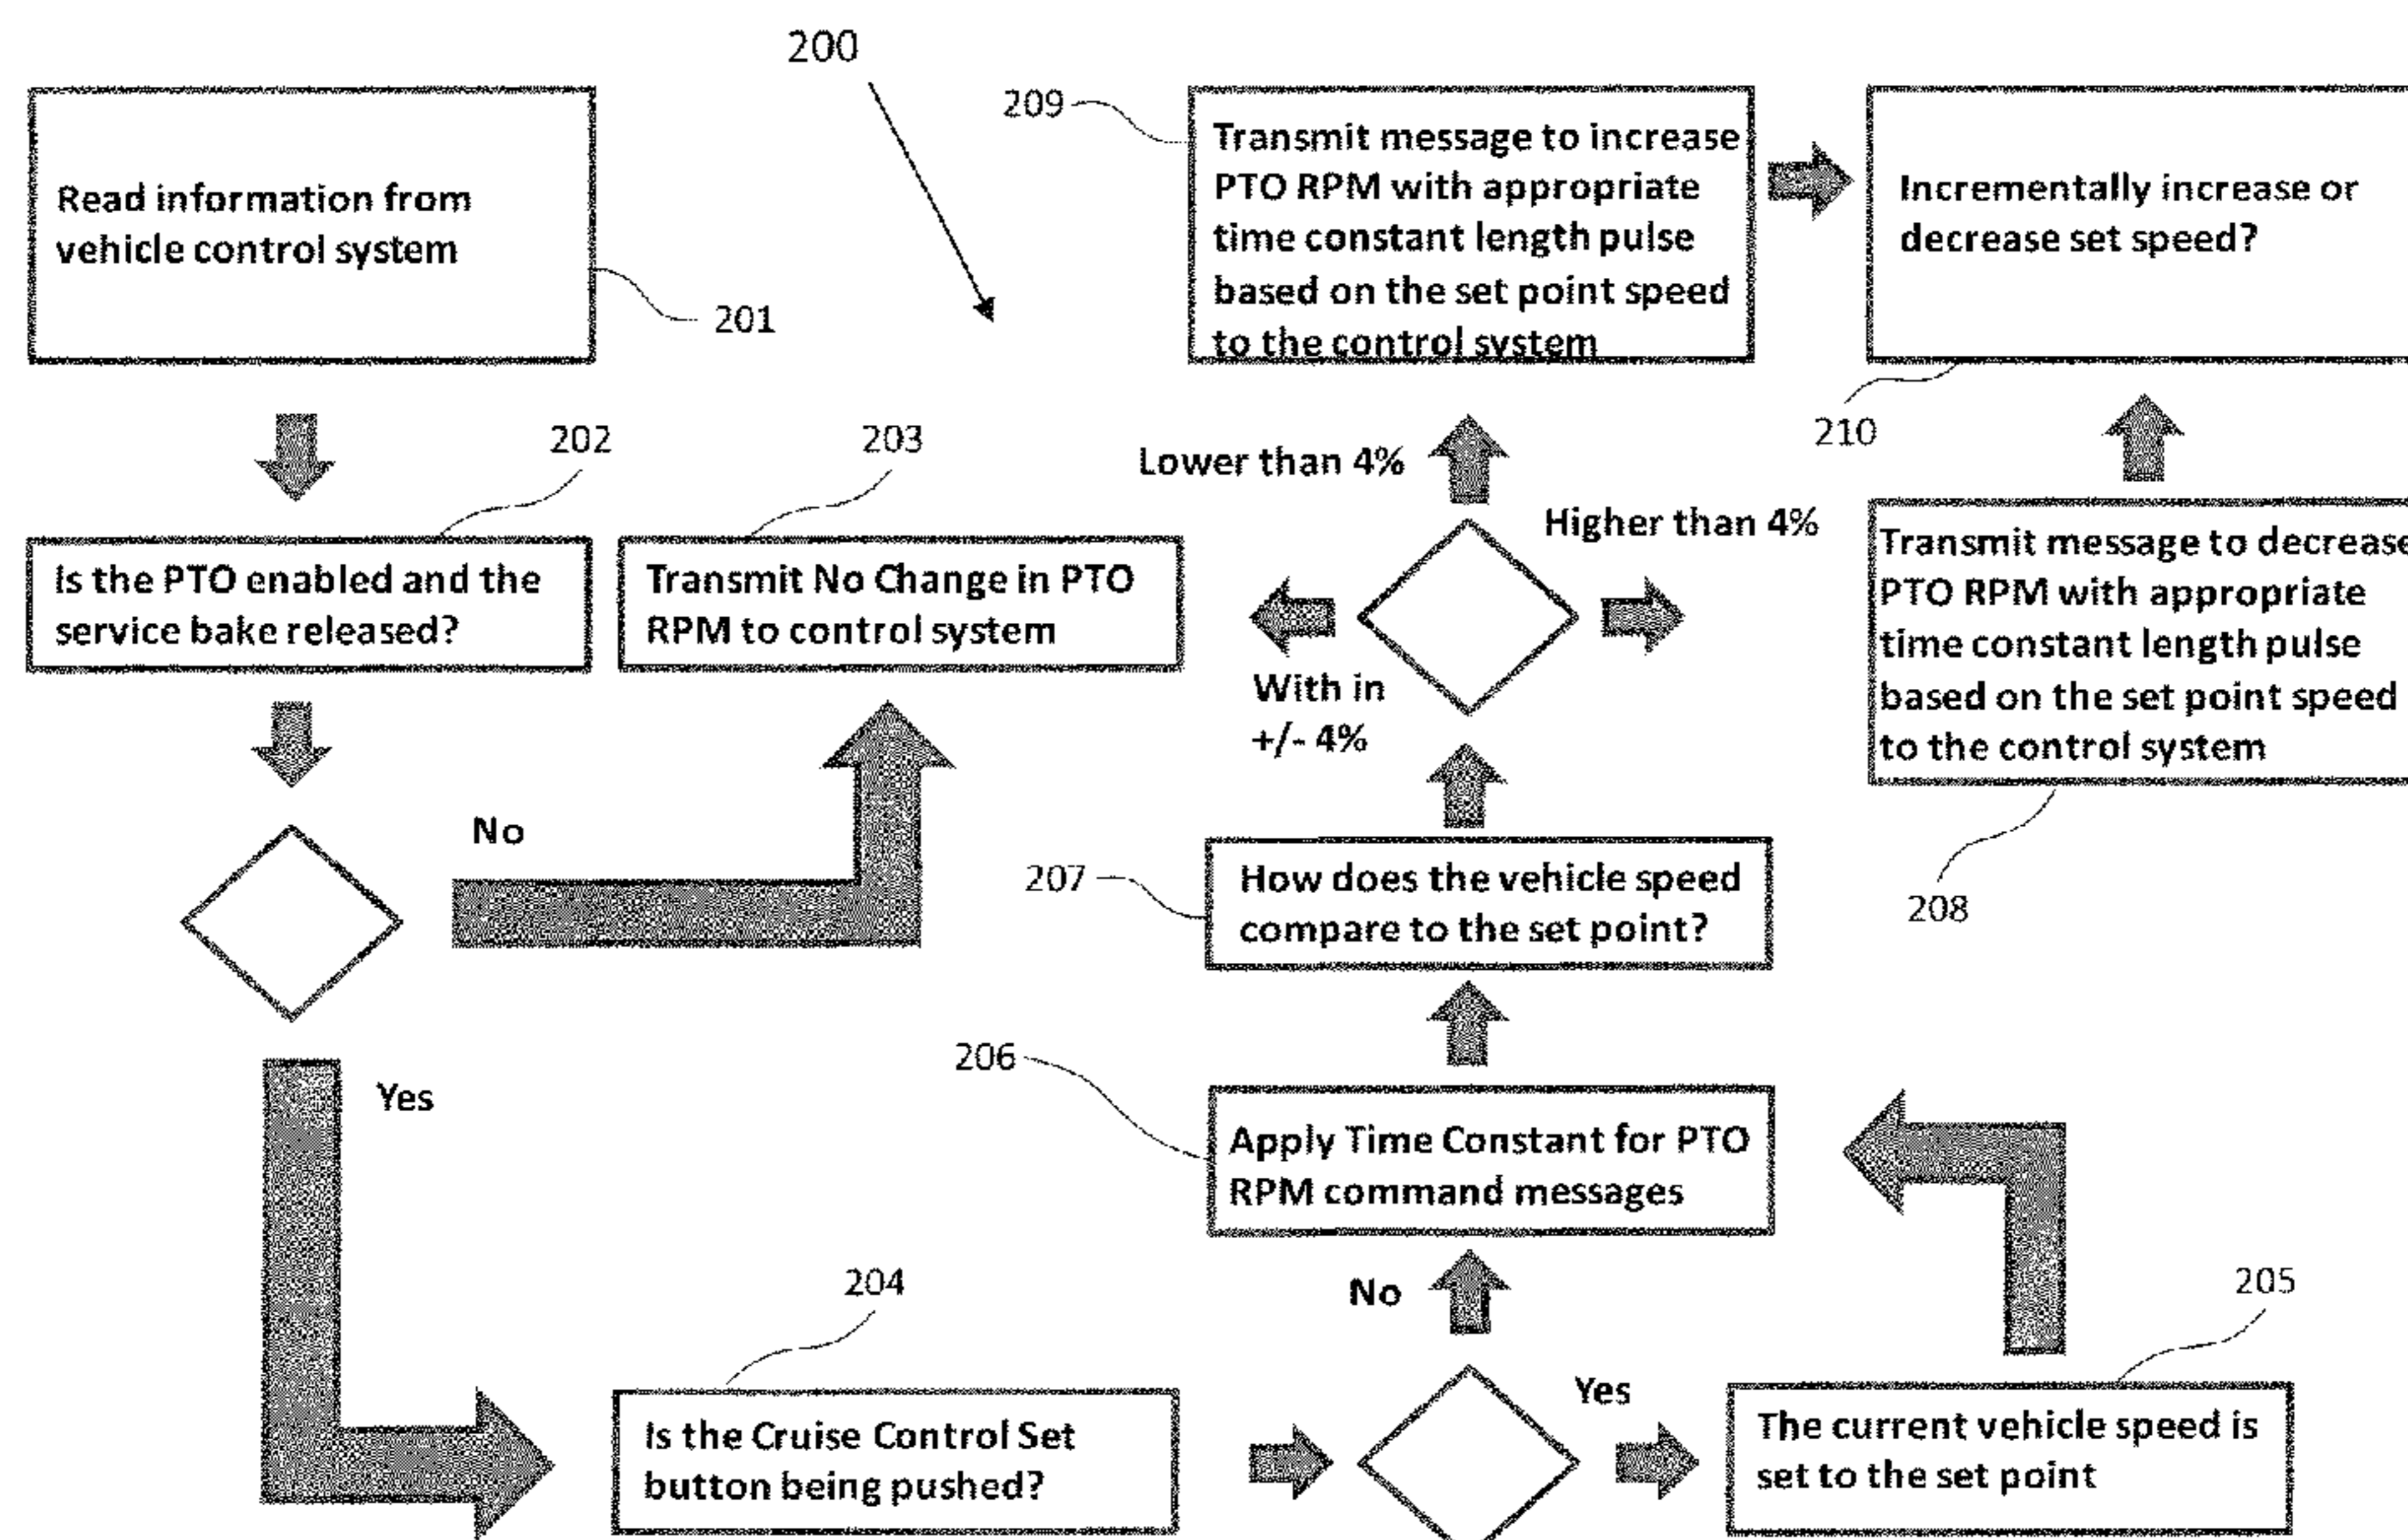 200
Read information from
vehicle control system
201
202
Is the PTO enabled and the
service bake released?
203
Transmit No Change in PTO
RPM to control system
No
Yes
204
Is the Cruise Control Set
button being pushed?
Yes
205
The current vehicle speed is
set to the set point
No
206
Apply Time Constant for PTO
RPM command messages
207
How does the vehicle speed
compare to the set point?
With in
+/- 4%
Lower than 4%
Higher than 4%
209
Transmit message to increase
PTO RPM with appropriate
time constant length pulse
based on the set point speed
to the control system
Incrementally increase or
decrease set speed?
210
Transmit message to decrease
PTO RPM with appropriate
time constant length pulse
based on the set point speed
to the control system
208